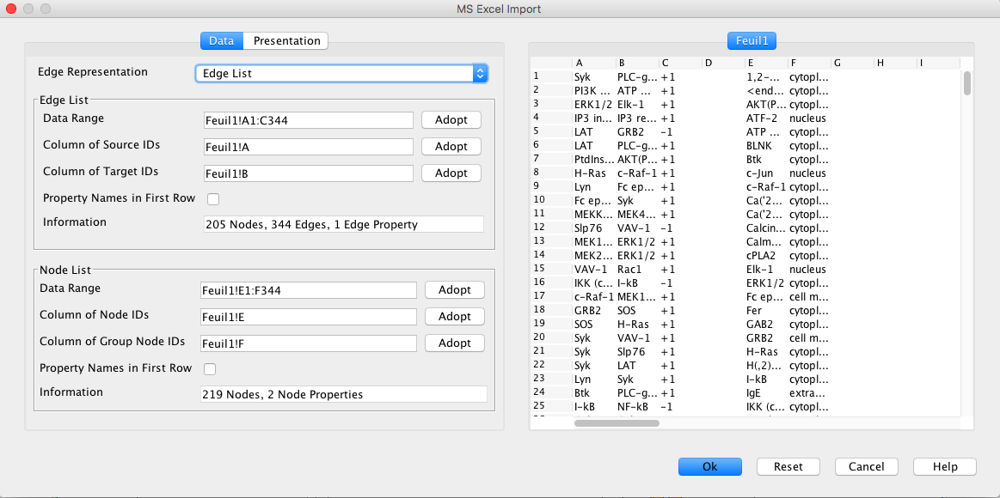 MS Excel Import
Data Presentation
Edge Representation Edge List
Edge List
Data Range Feuil1!A1:C344 Adopt
Column of Source IDs Feuil1!A Adopt
Column of Target IDs Feuil1!B Adopt
Property Names in First Row
Information 205 Nodes, 344 Edges, 1 Edge Property
Node List
Data Range Feuil1!E1:F344 Adopt
Column of Node IDs Feuil1!E Adopt
Column of Group Node IDs Feuil1!F Adopt
Property Names in First Row
Information 219 Nodes, 2 Node Properties
Feuil1
A B C D E F G H I
1 Syk PLC-g... +1 1,2-... cytopl...
2 PI3K ... ATP ... +1 <end... cytopl...
3 ERK1/2 Elk-1 +1 AKT(P... cytopl...
4 IP3 in... IP3 re... +1 ATF-2 nucleus
5 LAT GRB2 -1 ATP ... cytopl...
6 LAT PLC-g... +1 BLNK cytopl...
7 PtdIns... AKT(P... +1 Btk cytopl...
8 H-Ras c-Raf-1 +1 c-Jun nucleus
9 Lyn Fc ep... +1 c-Raf-1 cytopl...
10 Fc ep... Syk +1 Ca('2... cytopl...
11 MEKK... MEK4... +1 Ca('2... cytopl...
12 Slp76 VAV-1 -1 Calcin... cytopl...
13 MEK1... ERK1/2 +1 Calm... cytopl...
14 MEK2... ERK1/2 +1 cPLA2 cytopl...
15 VAV-1 Rac1 +1 Elk-1 nucleus
16 IKK (c... I-kB -1 ERK1/2 cytopl...
17 c-Raf-1 MEK1... +1 Fc ep... cell m...
18 GRB2 SOS +1 Fer cytopl...
19 SOS H-Ras +1 GAB2 cytopl...
20 Syk VAV-1 +1 GRB2 cell m...
21 Syk Slp76 +1 H-Ras cytopl...
22 Syk LAT +1 H(,2)... cytopl...
23 Lyn Syk +1 I-kB cytopl...
24 Btk PLC-g... +1 IgE extra...
25 I-kB NF-kB -1 IKK (c... cytopl...
Ok Reset Cancel Help